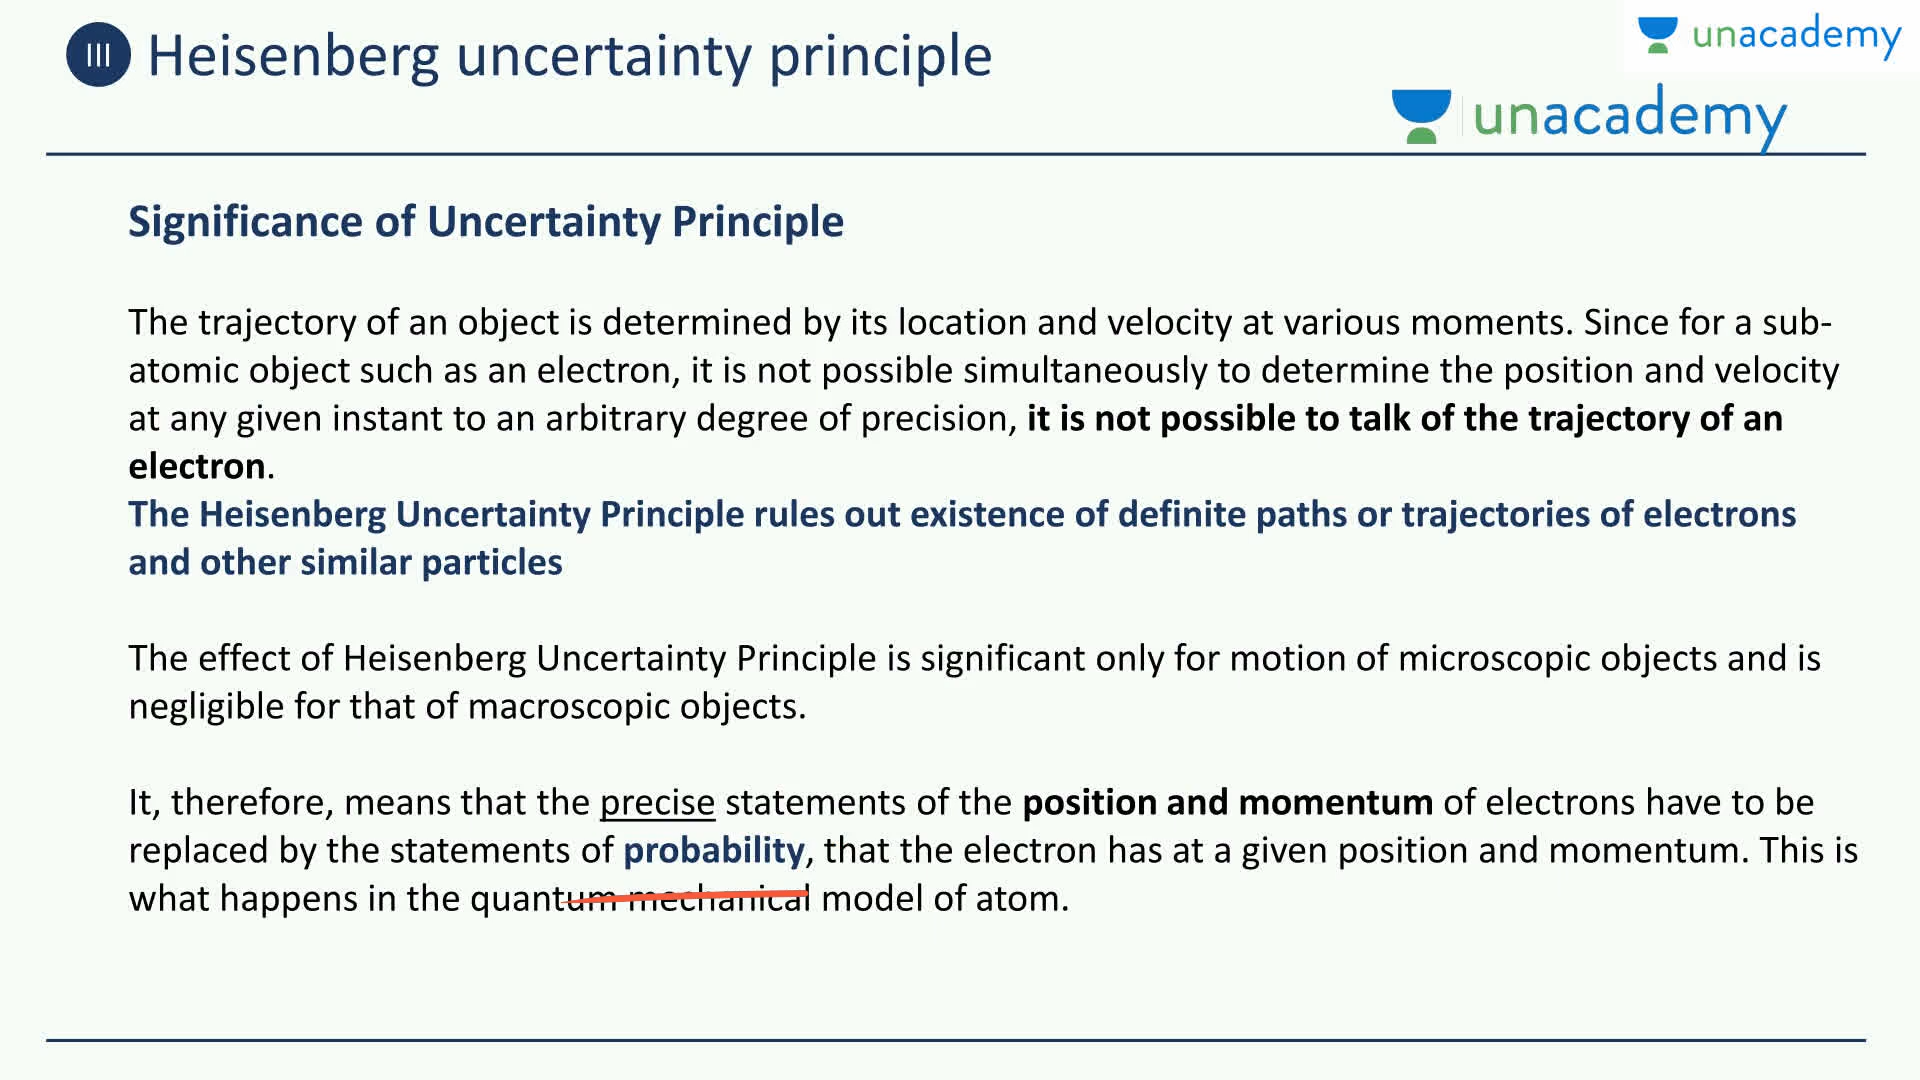 III Heisenberg uncertainty principle
unacademy
unacademy
Significance of Uncertainty Principle
The trajectory of an object is determined by its location and velocity at various moments. Since for a sub-
atomic object such as an electron, it is not possible simultaneously to determine the position and velocity
at any given instant to an arbitrary degree of precision, it is not possible to talk of the trajectory of an
electron.
The Heisenberg Uncertainty Principle rules out existence of definite paths or trajectories of electrons
and other similar particles
The effect of Heisenberg Uncertainty Principle is significant only for motion of microscopic objects and is
negligible for that of macroscopic objects.
It, therefore, means that the precise statements of the position and momentum of electrons have to be
replaced by the statements of probability, that the electron has at a given position and momentum. This is
what happens in the quantum mechanical model of atom.